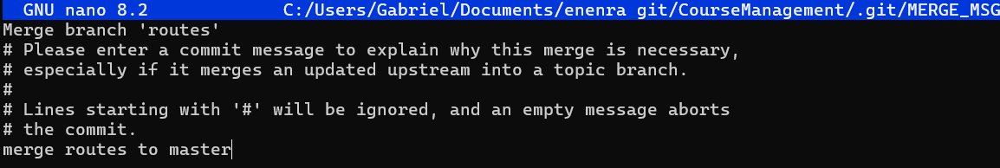 GNU nano 8.2 C:/Users/Gabriel/Documents/enenra git/CourseManagement/.git/MERGE_MSG
Merge branch 'routes'
# Please enter a commit message to explain why this merge is necessary,
# especially if it merges an updated upstream into a topic branch.
#
# Lines starting with '#' will be ignored, and an empty message aborts
# the commit.
merge routes to master